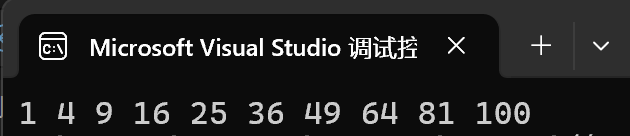 Microsoft Visual Studio 调试控
1 4 9 16 25 36 49 64 81 100